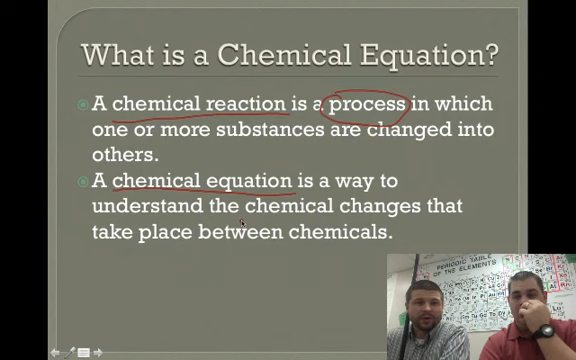 What is a Chemical Equation?
A chemical reaction is a process in which
one or more substances are changed into
others.
A chemical equation is a way to
understand the chemical changes that
take place between chemicals.
PERIODIC TABLE OF
THE ELEMENTS